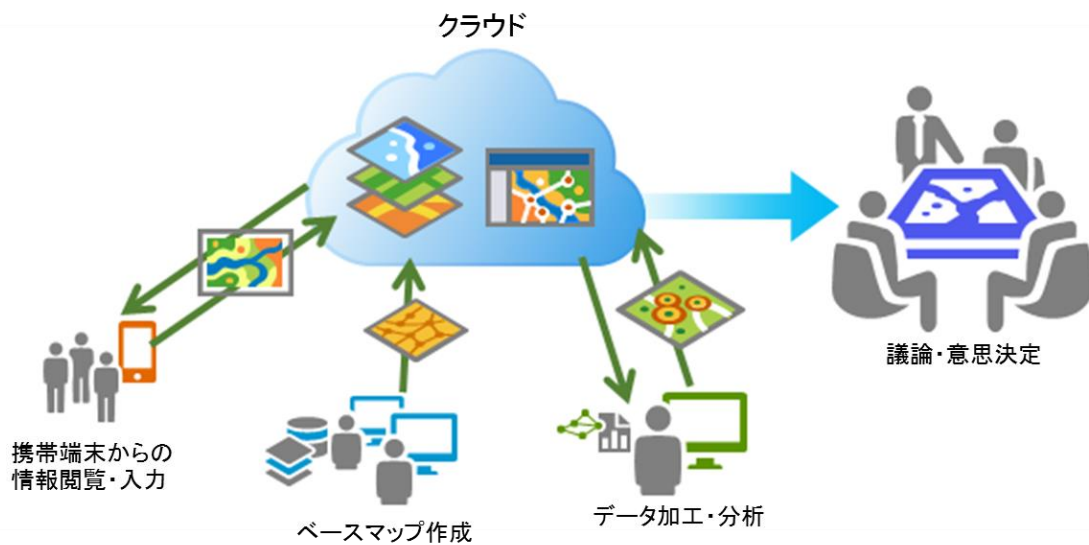 クラウド
議論・意思決定
携帯端末からの
情報閲覧・入力
ベースマップ作成
データ加工・分析